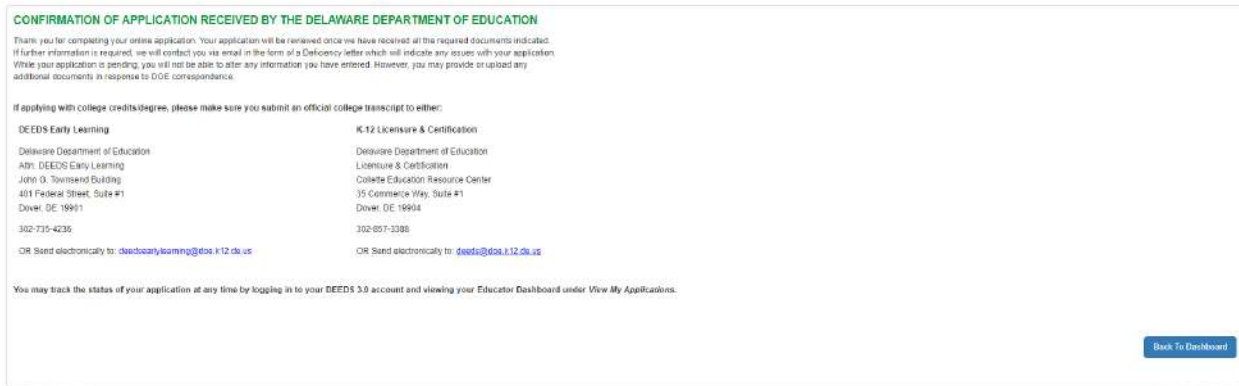 CONFIRMATION OF APPLICATION RECEIVED BY THE DELAWARE DEPARTMENT OF EDUCATION
Thank you for completing your online application. Your application will be reviewed once we have received all the required documents indicated.
If further information is required, we will contact you via email in the form of a Deficiency letter which will indicate any issues with your application.
While your application is pending, you will not be able to alter any information you have entered. However, you may provide or upload any
additional documents in response to DOE correspondence.
If applying with college credits/degree, please make sure you submit an official college transcript to either:
DEEDS Early Learning
Delaware Department of Education
Attn: DEEDS Early Learning
John G. Townsend Building
401 Federal Street, Suite #1
Dover, DE 19901
302-735-4236
OR Send electronically to: deedsearlylearning@doe.k12.de.us
K-12 Licensure & Certification
Delaware Department of Education
Licensure & Certification
Collette Education Resource Center
35 Commerce Way, Suite #1
Dover, DE 19904
302-857-3388
OR Send electronically to: deeds@doe.k12.de.us
You may track the status of your application at any time by logging in to your DEEDS 3.0 account and viewing your Educator Dashboard under View My Applications.
Back To Dashboard